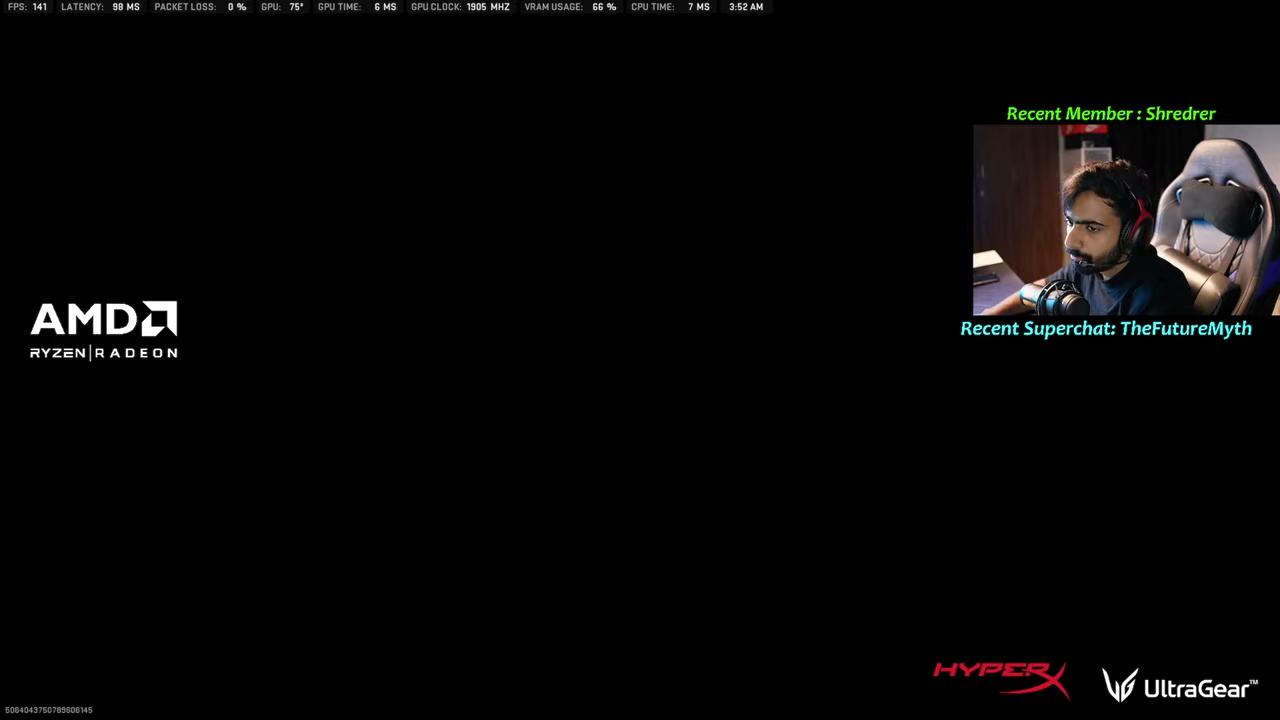 FPS: 141 LATENCY: 98 MS PACKET LOSS: 0 % GPU: 75° GPU TIME: 6 MS GPU CLOCK: 1905 MHZ VRAM USAGE: 66 % CPU TIME: 7 MS 3:52 AM
Recent Member : Shredrer
Recent Superchat: TheFutureMyth
AMD
RYZEN|RADEON
HYPERX
UltraGear™
5064043750789606145